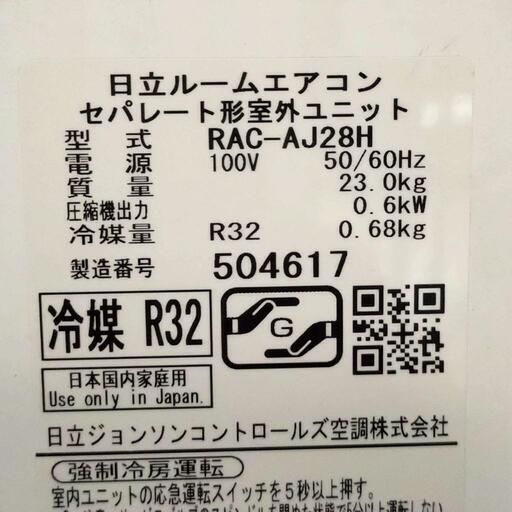 日立ルームエアコン
セパレート形室外ユニット
型式 RAC-AJ28H
電源 100V 50/60Hz
質量 23.0kg
圧縮機出力 0.6kW
冷媒量 R32 0.68kg
製造番号 504617
冷媒 R32
G
日本国内家庭用
Use only in Japan.
日立ジョンソンコントロールズ空調株式会社
強制冷房運転
室内ユニットの応急運転スイッチを5秒以上押す。